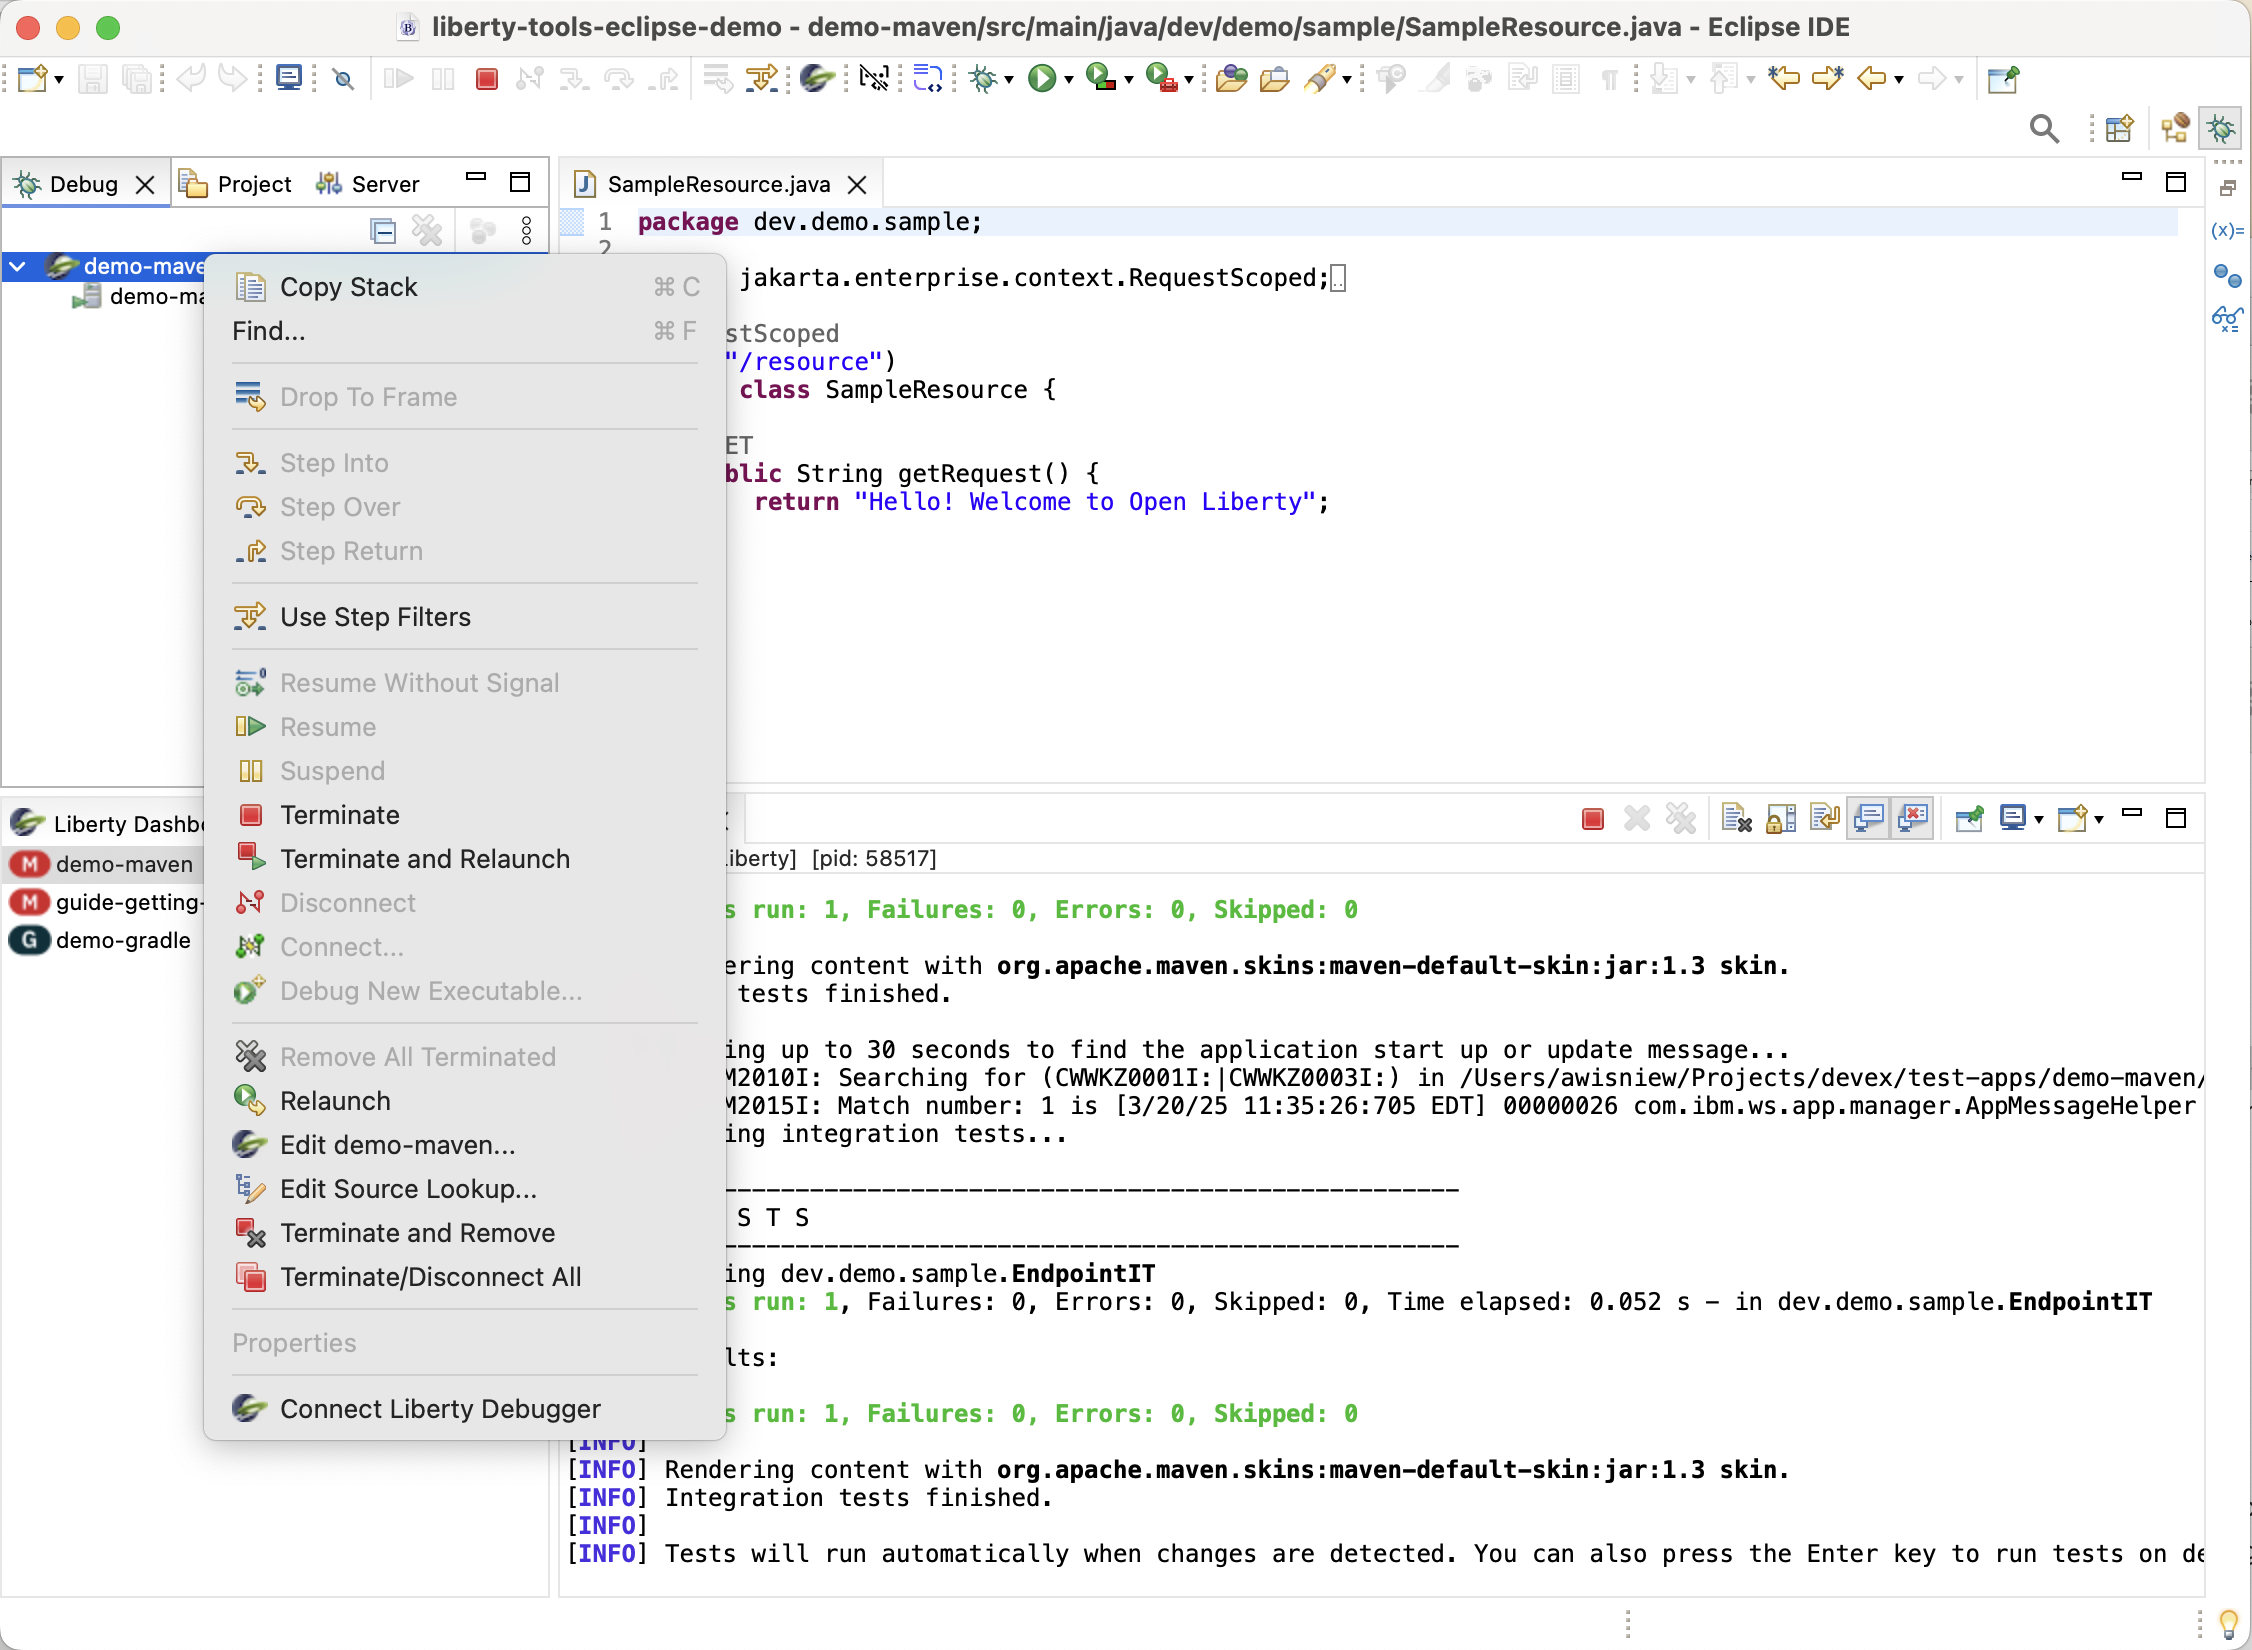 liberty-tools-eclipse-demo - demo-maven/src/main/java/dev/demo/sample/SampleResource.java - Eclipse IDE
Debug
Project
Server
SampleResource.java
demo-mave
demo-ma
Copy Stack ⌘ C
Find... ⌘ F
Drop To Frame
Step Into
Step Over
Step Return
Use Step Filters
Resume Without Signal
Resume
Suspend
Terminate
Terminate and Relaunch
Disconnect
Connect...
Debug New Executable...
Remove All Terminated
Relaunch
Edit demo-maven...
Edit Source Lookup...
Terminate and Remove
Terminate/Disconnect All
Properties
Connect Liberty Debugger
1 package dev.demo.sample;
2
jakarta.enterprise.context.RequestScoped;
stScoped
"/resource")
class SampleResource {
ET
blic String getRequest() {
return "Hello! Welcome to Open Liberty";
(x)=
Liberty Dashbo
M demo-maven
M guide-getting-
G demo-gradle
iberty] [pid: 58517]
s run: 1, Failures: 0, Errors: 0, Skipped: 0
ering content with org.apache.maven.skins:maven-default-skin:jar:1.3 skin.
tests finished.
ing up to 30 seconds to find the application start up or update message...
M2010I: Searching for (CWWKZ0001I:|CWWKZ0003I:) in /Users/awisniew/Projects/devex/test-apps/demo-maven/
M2015I: Match number: 1 is [3/20/25 11:35:26:705 EDT] 00000026 com.ibm.ws.app.manager.AppMessageHelper
ing integration tests...
---------------------------------------------------
S T S
---------------------------------------------------
ing dev.demo.sample.EndpointIT
s run: 1, Failures: 0, Errors: 0, Skipped: 0, Time elapsed: 0.052 s - in dev.demo.sample.EndpointIT
lts:
s run: 1, Failures: 0, Errors: 0, Skipped: 0
[INFO]
[INFO] Rendering content with org.apache.maven.skins:maven-default-skin:jar:1.3 skin.
[INFO] Integration tests finished.
[INFO]
[INFO] Tests will run automatically when changes are detected. You can also press the Enter key to run tests on de